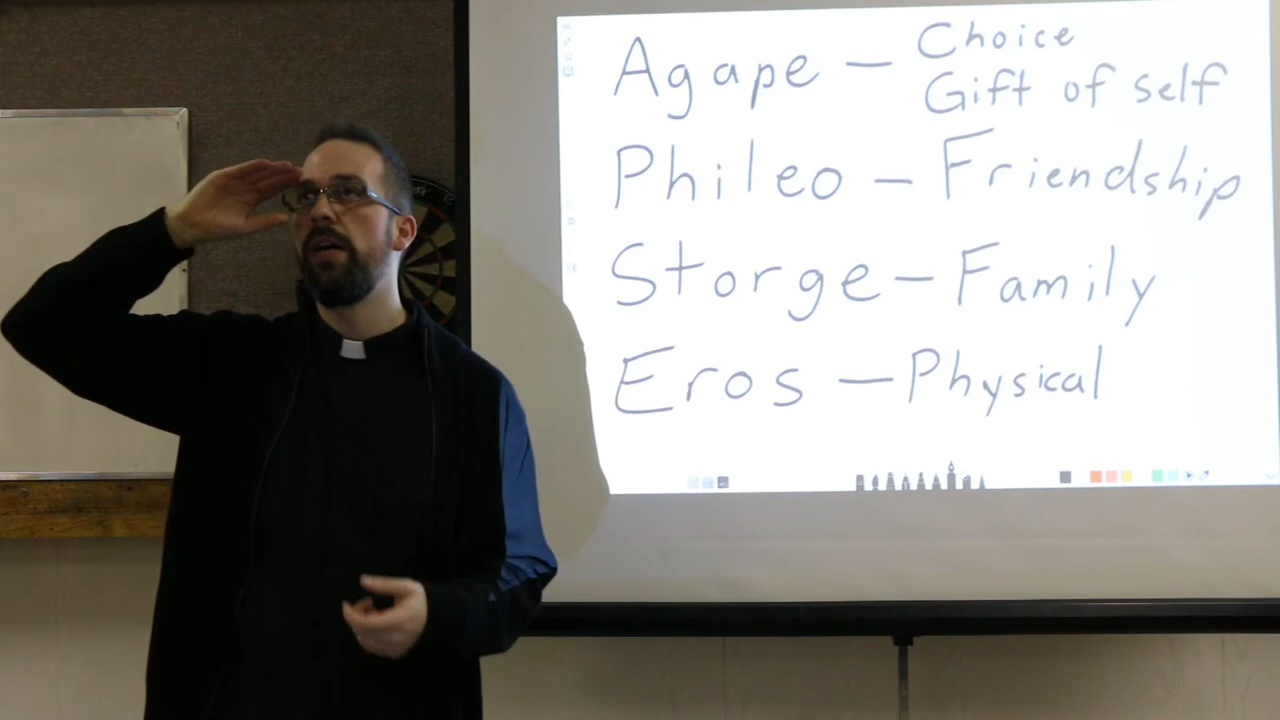 Agape — Choice
Gift of self
Phileo — Friendship
Storge — Family
Eros — Physical